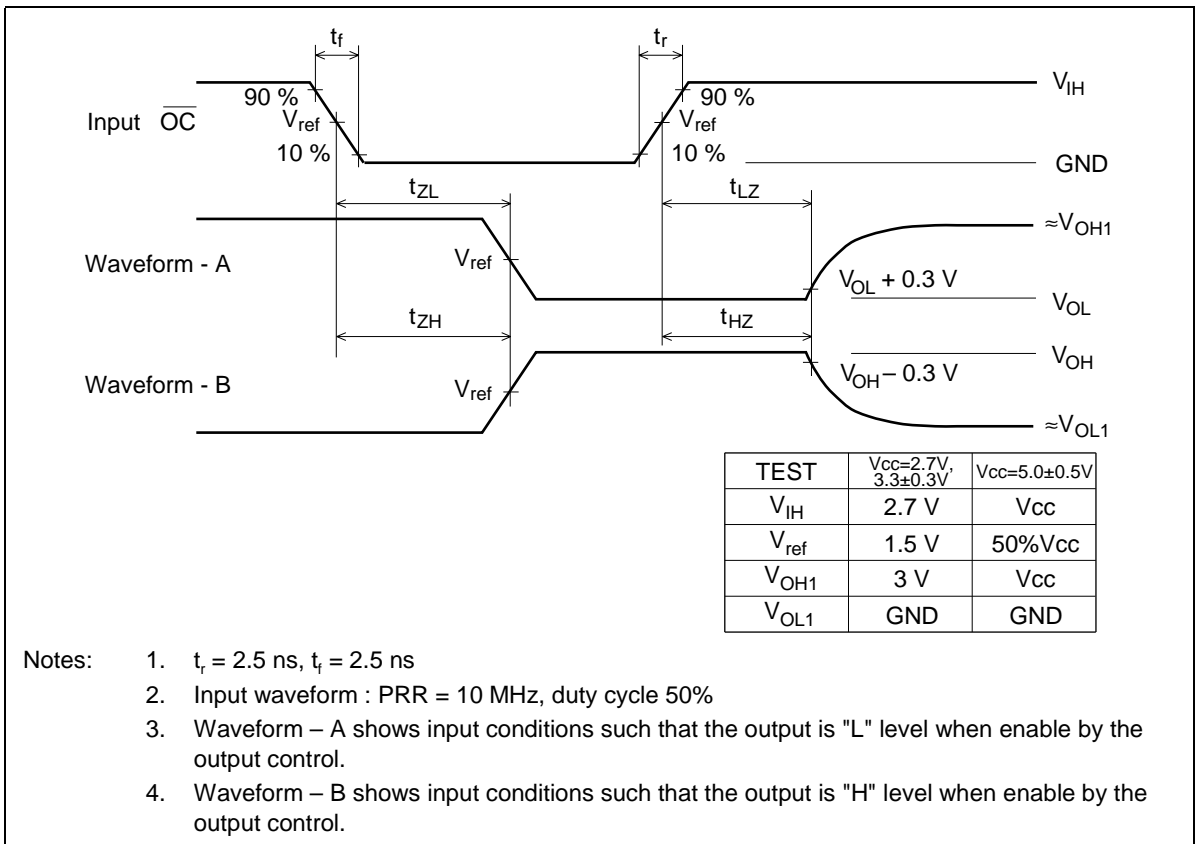 tf tr
90 % 90 % VIH
Input OC Vref Vref
10 % 10 % GND
tZL tLZ
≈VOH1
Waveform - A Vref
VOL + 0.3 V VOL
tZH tHZ
VOH
Waveform - B Vref VOH – 0.3 V
≈VOL1
TEST Vcc=2.7V, 3.3±0.3V Vcc=5.0±0.5V
VIH 2.7 V Vcc
Vref 1.5 V 50%Vcc
VOH1 3 V Vcc
VOL1 GND GND
Notes: 1. tr = 2.5 ns, tf = 2.5 ns
2. Input waveform : PRR = 10 MHz, duty cycle 50%
3. Waveform – A shows input conditions such that the output is "L" level when enable by the
output control.
4. Waveform – B shows input conditions such that the output is "H" level when enable by the
output control.